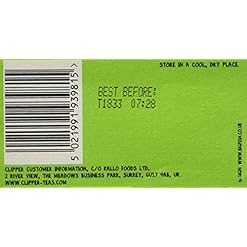 STORE IN A COOL, DRY PLACE.
BEST BEFORE:
T1833 07:28
5 021991 939815
CLIPPER CUSTOMER INFORMATION, C/O KALLO FOODS LTD,
2 RIVER VIEW, THE MEADOWS BUSINESS PARK, SURREY, GU17 9AB, UK.
WWW.CLIPPER-TEAS.COM